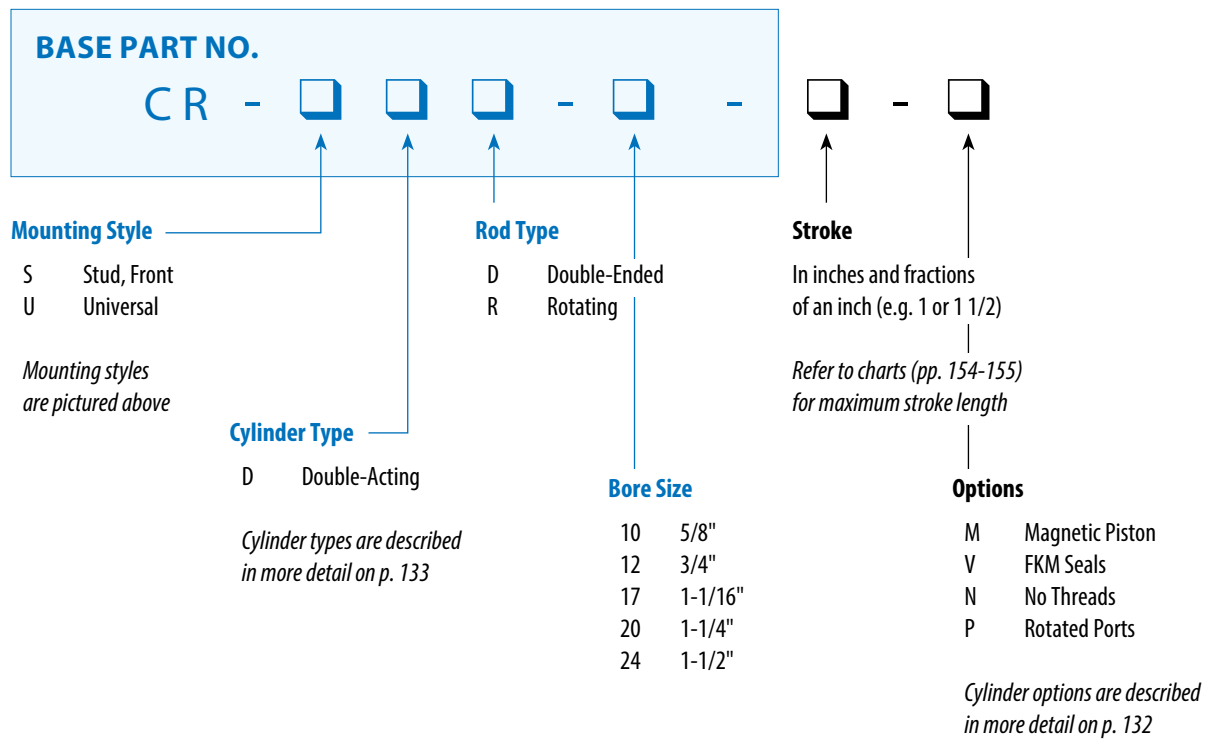 BASE PART NO.
CR - - -
-
Mounting Style
S Stud, Front
U Universal
Mounting styles
are pictured above
Cylinder Type
D Double-Acting
Cylinder types are described
in more detail on p. 133
Rod Type
D Double-Ended
R Rotating
Bore Size
10 5/8"
12 3/4"
17 1-1/16"
20 1-1/4"
24 1-1/2"
Stroke
In inches and fractions
of an inch (e.g. 1 or 1 1/2)
Refer to charts (pp. 154-155)
for maximum stroke length
Options
M Magnetic Piston
V FKM Seals
N No Threads
P Rotated Ports
Cylinder options are described
in more detail on p. 132